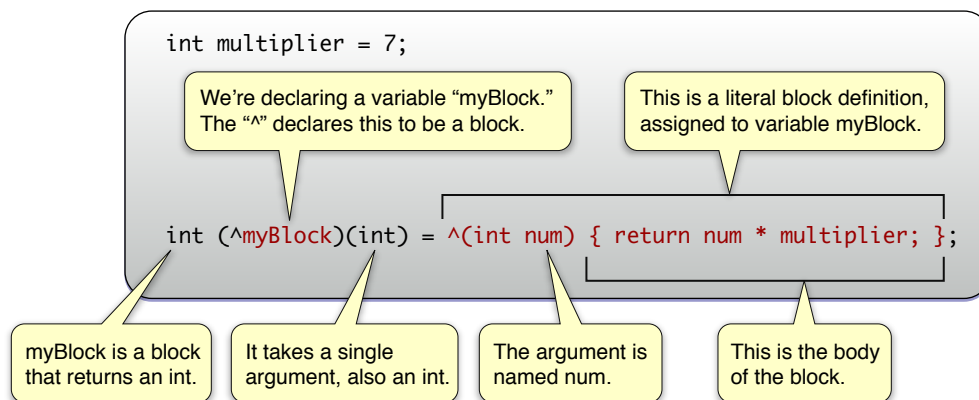 int multiplier = 7;
We're declaring a variable “myBlock.”
The “^” declares this to be a block.
This is a literal block definition,
assigned to variable myBlock.
int (^myBlock)(int) = ^(int num) { return num * multiplier; };
myBlock is a block
that returns an int.
It takes a single
argument, also an int.
The argument is
named num.
This is the body
of the block.